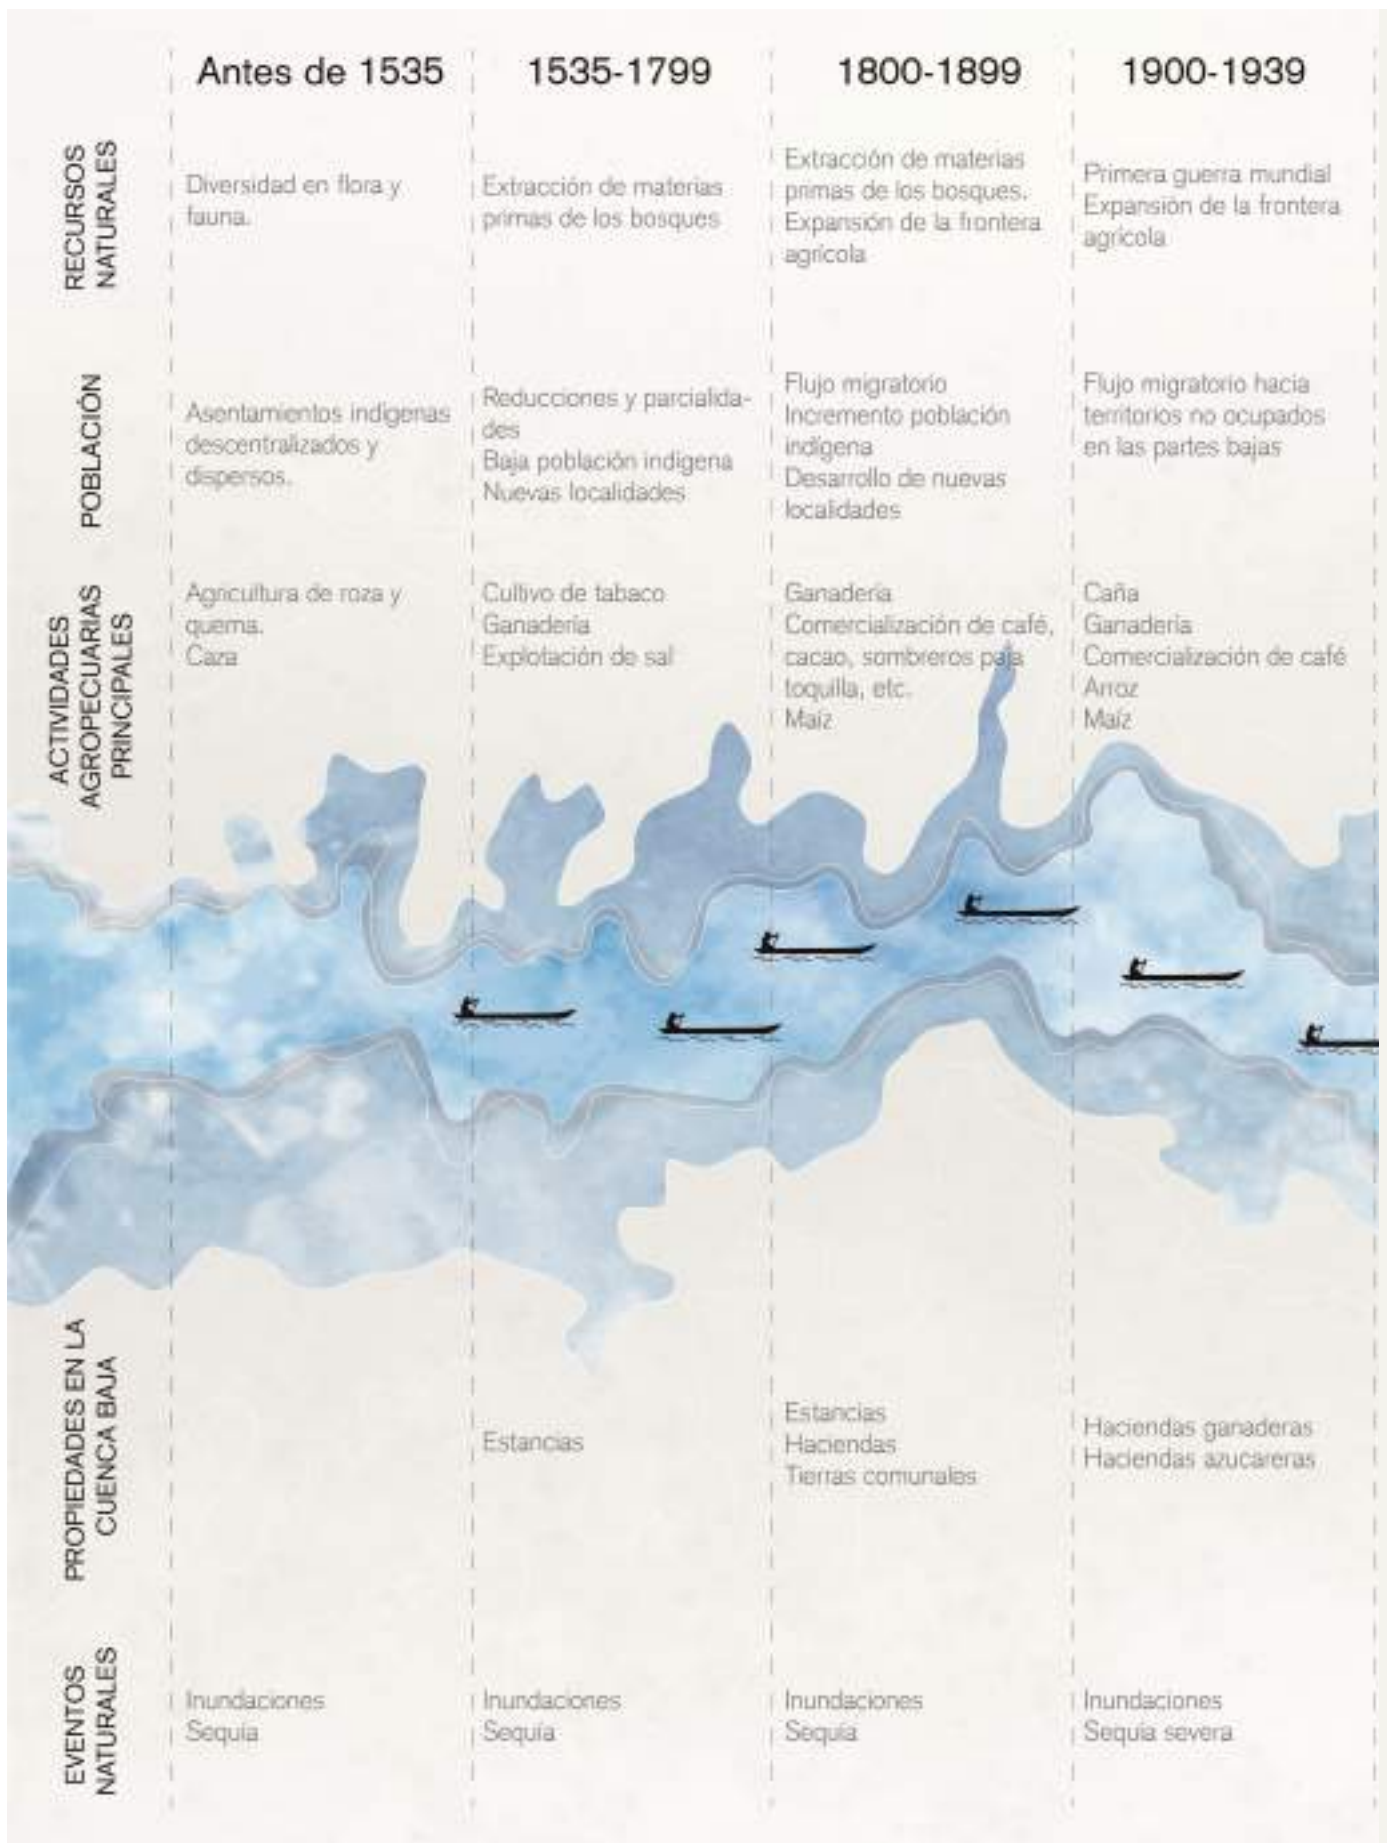 Antes de 1535
1535-1799
1800-1899
1900-1939
RECURSOS
NATURALES
Diversidad en flora y
fauna.
Extracción de materias
primas de los bosques
Extracción de materias
primas de los bosques.
Expansión de la frontera
agrícola
Primera guerra mundial
Expansión de la frontera
agrícola
POBLACIÓN
Asentamientos indígenas
descentralizados y
dispersos.
Reducciones y parcialida-
des
Baja población indígena
Nuevas localidades
Flujo migratorio
Incremento población
indígena
Desarrollo de nuevas
localidades
Flujo migratorio hacia
territorios no ocupados
en las partes bajas
ACTIVIDADES
AGROPECUARIAS
PRINCIPALES
Agricultura de roza y
quema.
Caza
Cultivo de tabaco
Ganadería
Explotación de sal
Ganadería
Comercialización de café,
cacao, sombreros paja
toquilla, etc.
Maíz
Caña
Ganadería
Comercialización de café
Arroz
Maíz
PROPIEDADES EN LA
CUENCA BAJA
Estancias
Estancias
Haciendas
Tierras comunales
Haciendas ganaderas
Haciendas azucareras
EVENTOS
NATURALES
Inundaciones
Sequía
Inundaciones
Sequía
Inundaciones
Sequía
Inundaciones
Sequía severa